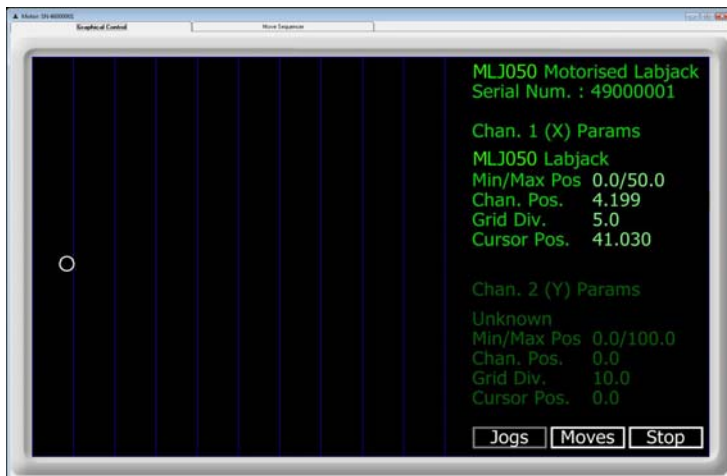 Graphical Control
Move Sequencer
MLJ050 Motorised Labjack
Serial Num. : 49000001
Chan. 1 (X) Params
MLJ050 Labjack
Min/Max Pos 0.0/50.0
Chan. Pos. 4.199
Grid Div. 5.0
Cursor Pos. 41.030
Chan. 2 (Y) Params
Unknown
Min/Max Pos 0.0/100.0
Chan. Pos. 0.0
Grid Div. 10.0
Cursor Pos. 0.0
Jogs Moves Stop